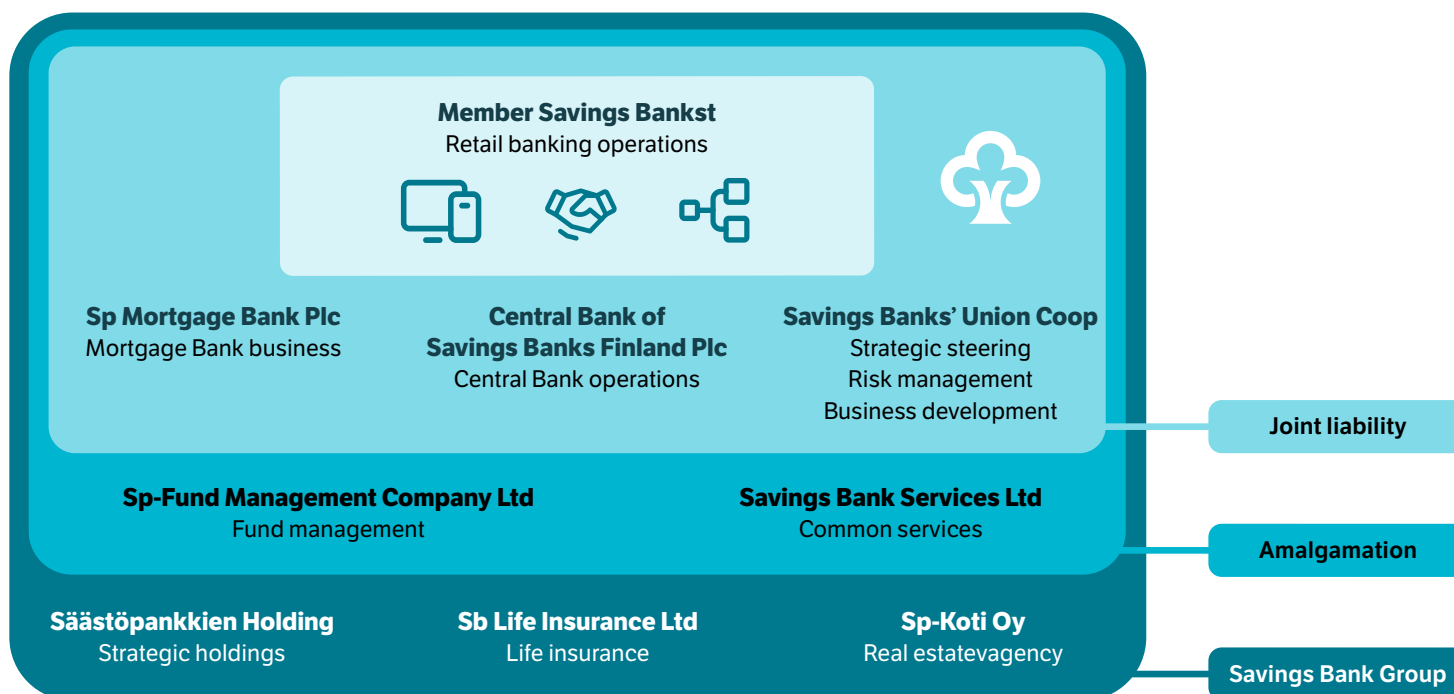 Member Savings Bankst
Retail banking operations
Sp Mortgage Bank Plc
Mortgage Bank business
Central Bank of
Savings Banks Finland Plc
Central Bank operations
Savings Banks’ Union Coop
Strategic steering
Risk management
Business development
Joint liability
Sp-Fund Management Company Ltd
Fund management
Savings Bank Services Ltd
Common services
Amalgamation
Säästöpankkien Holding
Strategic holdings
Sb Life Insurance Ltd
Life insurance
Sp-Koti Oy
Real estatevagency
Savings Bank Group